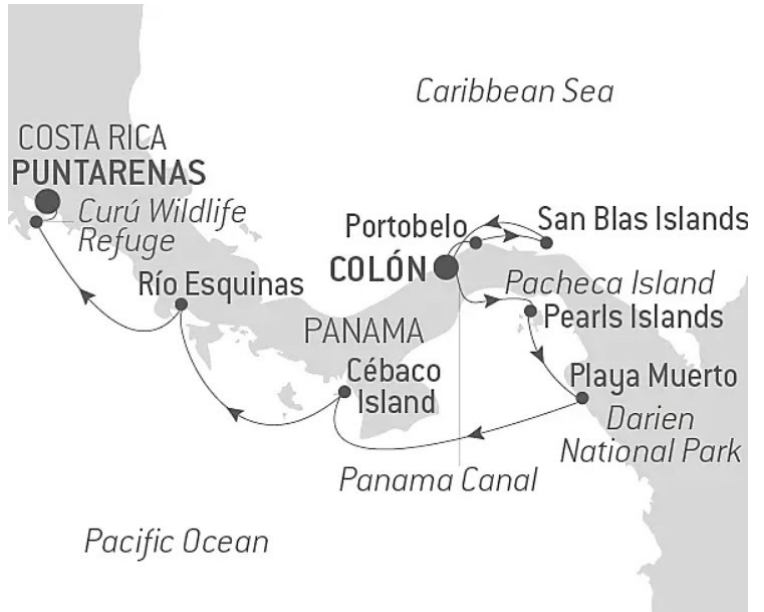 Caribbean Sea
COSTA RICA
PUNTARENAS
Curú Wildlife
Refuge
Portobelo
San Blas Islands
COLÓN
Río Esquinas
Pacheca Island
Pearls Islands
PANAMA
Cébaco
Island
Playa Muerto
Darien
National Park
Panama Canal
Pacific Ocean